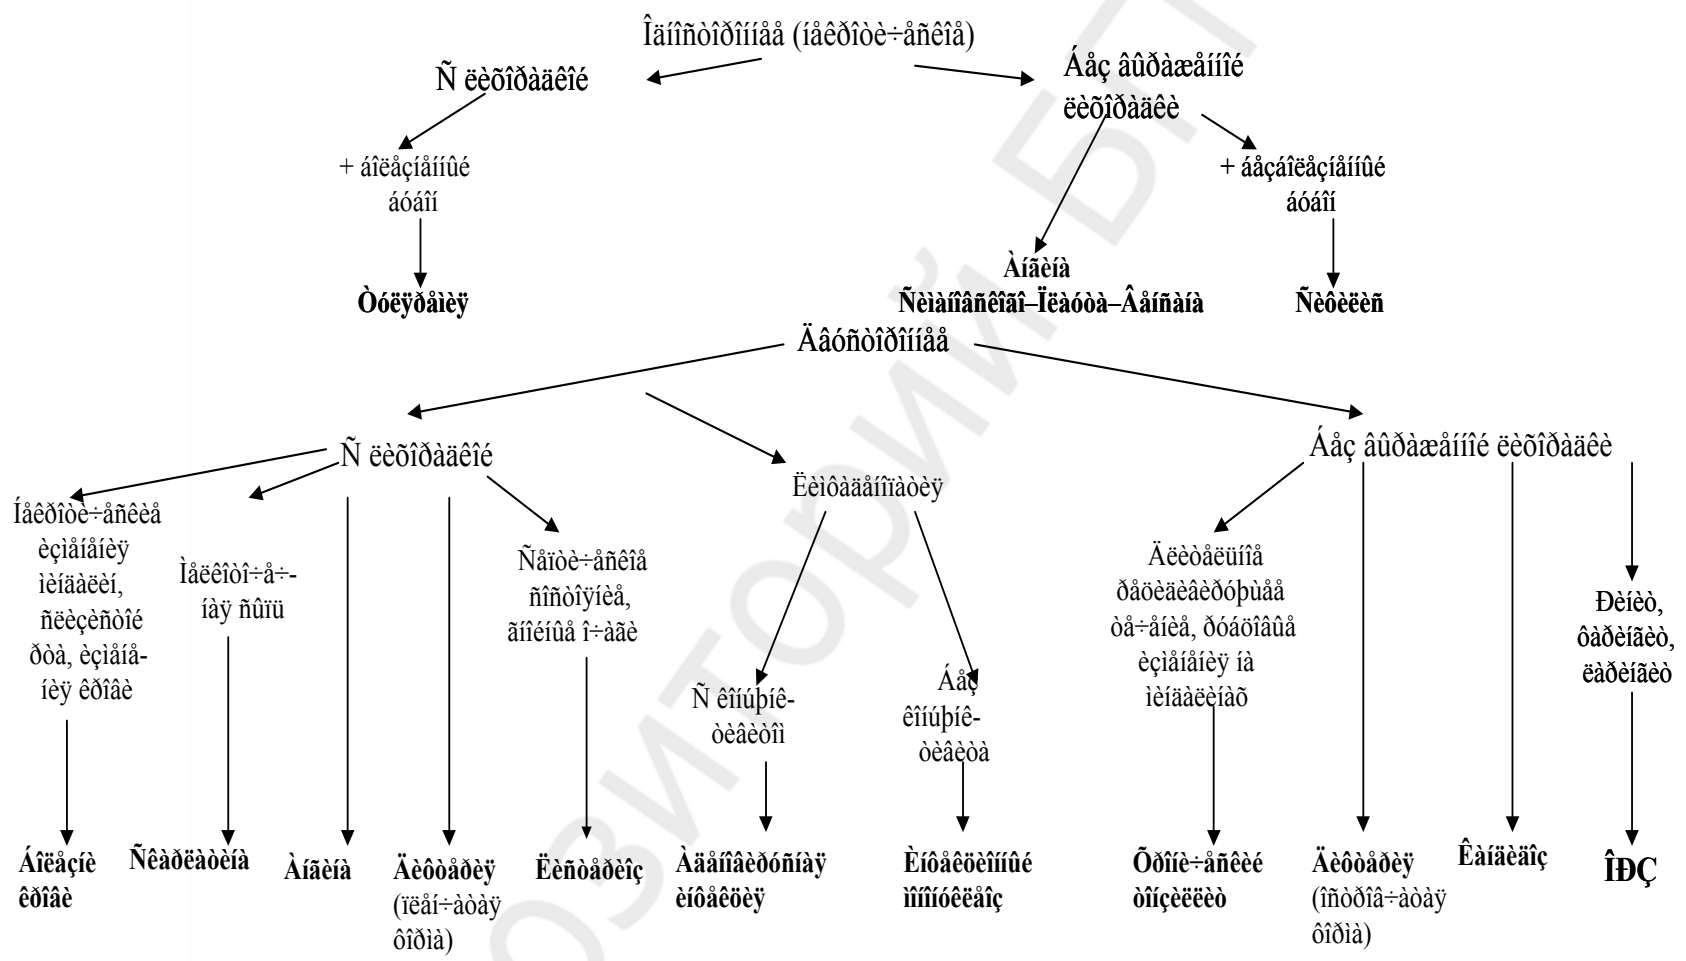 Îäíîñòîðîííåå (íåêðîòè÷åñêîå)
Ñ ëèõîðàäêîé
Áåç âûðàæåííîé
ëèõîðàäêè
+ áîëåçíåííûé
áóáîí
+ áåçáîëåçíåííûé
áóáîí
Òóëÿðåìèÿ
Àíãèíà
Ñèìàíîâñêîãî–Ïëàóòà–Âåíñàíà
Ñèôèëèñ
Äâóñòîðîííåå
Ñ ëèõîðàäêîé
Ëèìôàäåíîïàòèÿ
Áåç âûðàæåííîé ëèõîðàäêè
Íåêðîòè÷åñêèå
èçìåíåíèÿ
ìèíäàëèí,
ñëèçèñòîé
ðòà, èçìåíå-
íèÿ êðîâè
Ìåëêîòî÷å÷-
íàÿ ñûïü
Ñåïòè÷åñêîå
ñîñòîÿíèå,
ãíîéíûå î÷àãè
Ñ êîíúþíê-
òèâèòîì
Áåç
êîíúþíê-
òèâèòà
Äëèòåëüíîå
ðåöèäèâèðóþùåå
òå÷åíèå, ðóáöîâûå
èçìåíåíèÿ íà
ìèíäàëèíàõ
Ðèíèò,
ôàðèíãèò,
ëàðèíãèò
Áîëåçíè
êðîâè
Ñêàðëàòèíà
Àíãèíà
Äèôòåðèÿ
(ïëåí÷àòàÿ
ôîðìà)
Ëèñòåðèîç
Àäåíîâèðóñíàÿ
èíôåêöèÿ
Èíôåêöèîííûé
ìîíîíóêëåîç
Õðîíè÷åñêèé
òîíçèëëèò
Äèôòåðèÿ
(îñòðîâ÷àòàÿ
ôîðìà)
Êàíäèäîç
ÎÐÇ
озиторий БГ